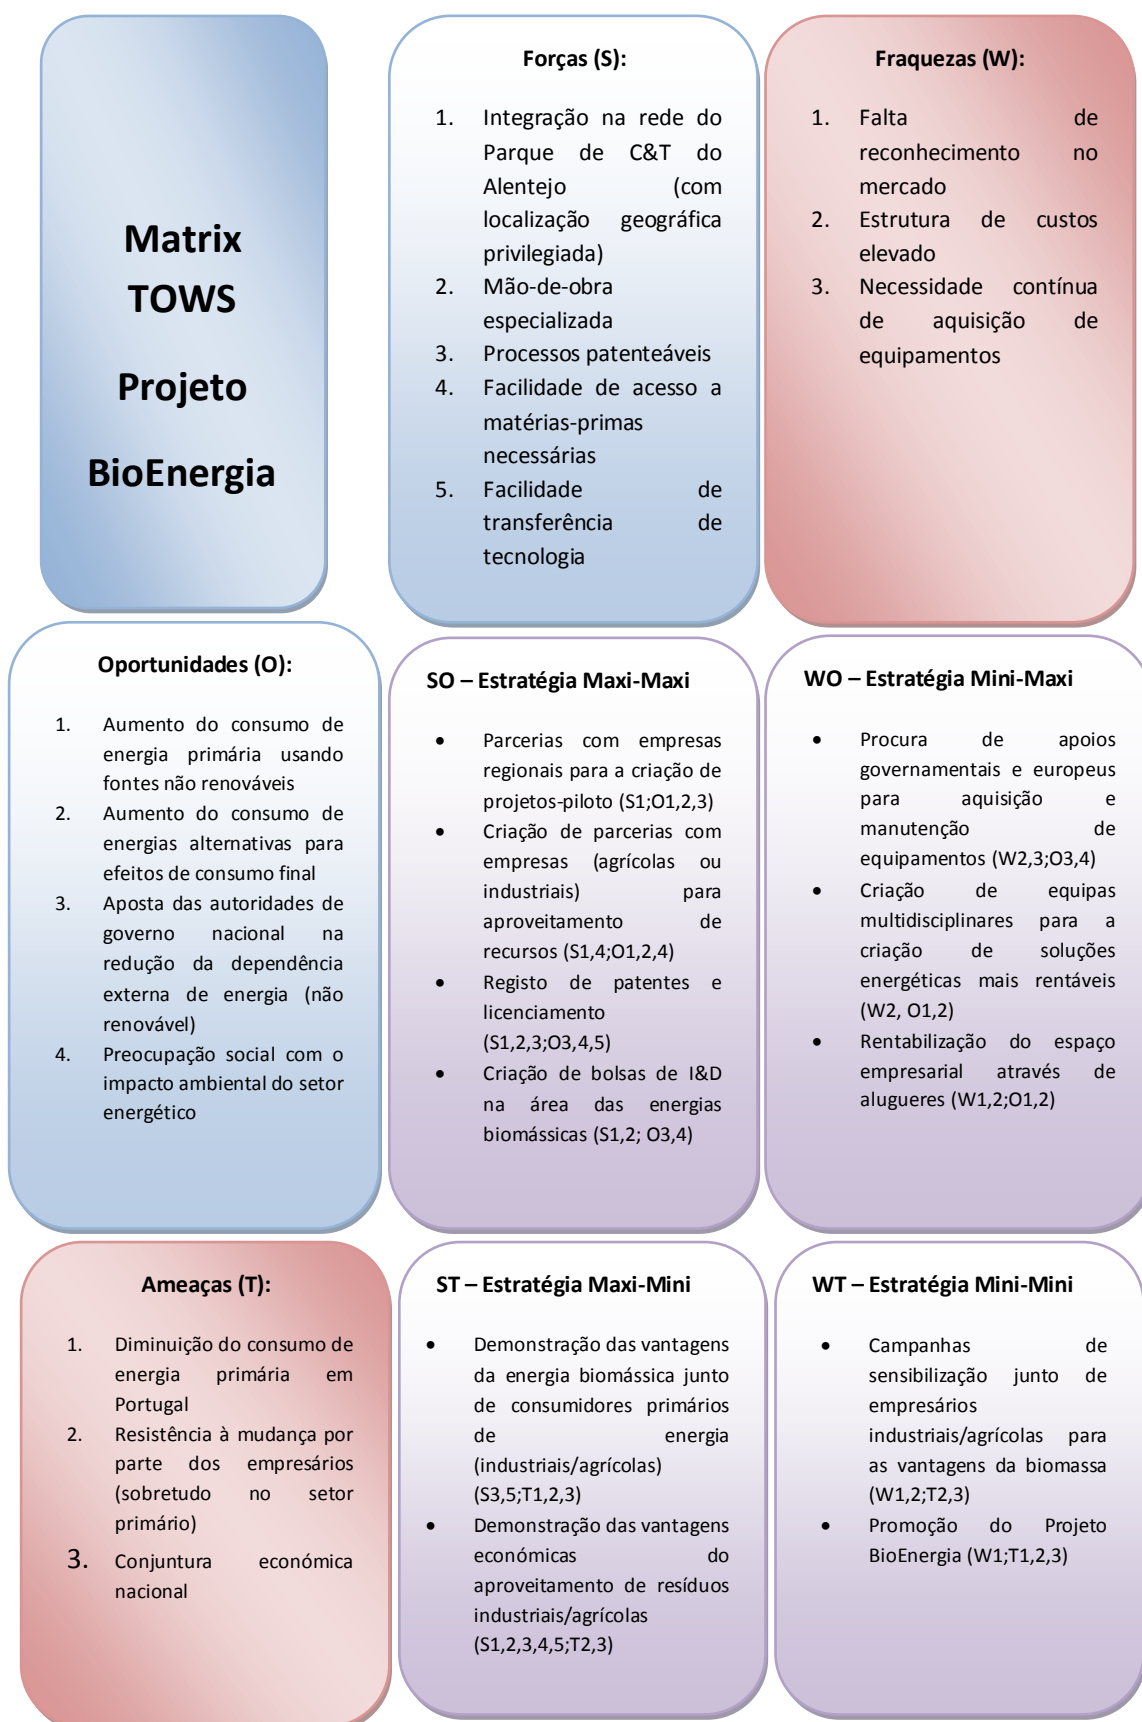 Matrix
TOWS
Projeto
BioEnergia
Forças (S):
1. Integração na rede do
Parque de C&T do
Alentejo (com
localização geográfica
privilegiada)
2. Mão-de-obra
especializada
3. Processos patenteáveis
4. Facilidade de acesso a
matérias-primas
necessárias
5. Facilidade de
transferência de
tecnologia
Fraquezas (W):
1. Falta de
reconhecimento no
mercado
2. Estrutura de custos
elevado
3. Necessidade contínua
de aquisição de
equipamentos
Oportunidades (O):
1. Aumento do consumo de
energia primária usando
fontes não renováveis
2. Aumento do consumo de
energias alternativas para
efeitos de consumo final
3. Aposta das autoridades de
governo nacional na
redução da dependência
externa de energia (não
renovável)
4. Preocupação social com o
impacto ambiental do setor
energético
SO – Estratégia Maxi-Maxi
• Parcerias com empresas
regionais para a criação de
projetos-piloto (S1;O1,2,3)
• Criação de parcerias com
empresas (agrícolas ou
industriais) para
aproveitamento de
recursos (S1,4;O1,2,4)
• Registo de patentes e
licenciamento
(S1,2,3;O3,4,5)
• Criação de bolsas de I&D
na área das energias
biomássicas (S1,2; O3,4)
WO – Estratégia Mini-Maxi
• Procura de apoios
governamentais e europeus
para aquisição e
manutenção de
equipamentos (W2,3;O3,4)
• Criação de equipas
multidisciplinares para a
criação de soluções
energéticas mais rentáveis
(W2, O1,2)
• Rentabilização do espaço
empresarial através de
alugueres (W1,2;O1,2)
Ameaças (T):
1. Diminuição do consumo de
energia primária em
Portugal
2. Resistência à mudança por
parte dos empresários
(sobretudo no setor
primário)
3. Conjuntura económica
nacional
ST – Estratégia Maxi-Mini
• Demonstração das vantagens
da energia biomássica junto
de consumidores primários
de energia
(industriais/agrícolas)
(S3,5;T1,2,3)
• Demonstração das vantagens
económicas do
aproveitamento de resíduos
industriais/agrícolas
(S1,2,3,4,5;T2,3)
WT – Estratégia Mini-Mini
• Campanhas de
sensibilização junto de
empresários
industriais/agrícolas para
as vantagens da biomassa
(W1,2;T2,3)
• Promoção do Projeto
BioEnergia (W1;T1,2,3)